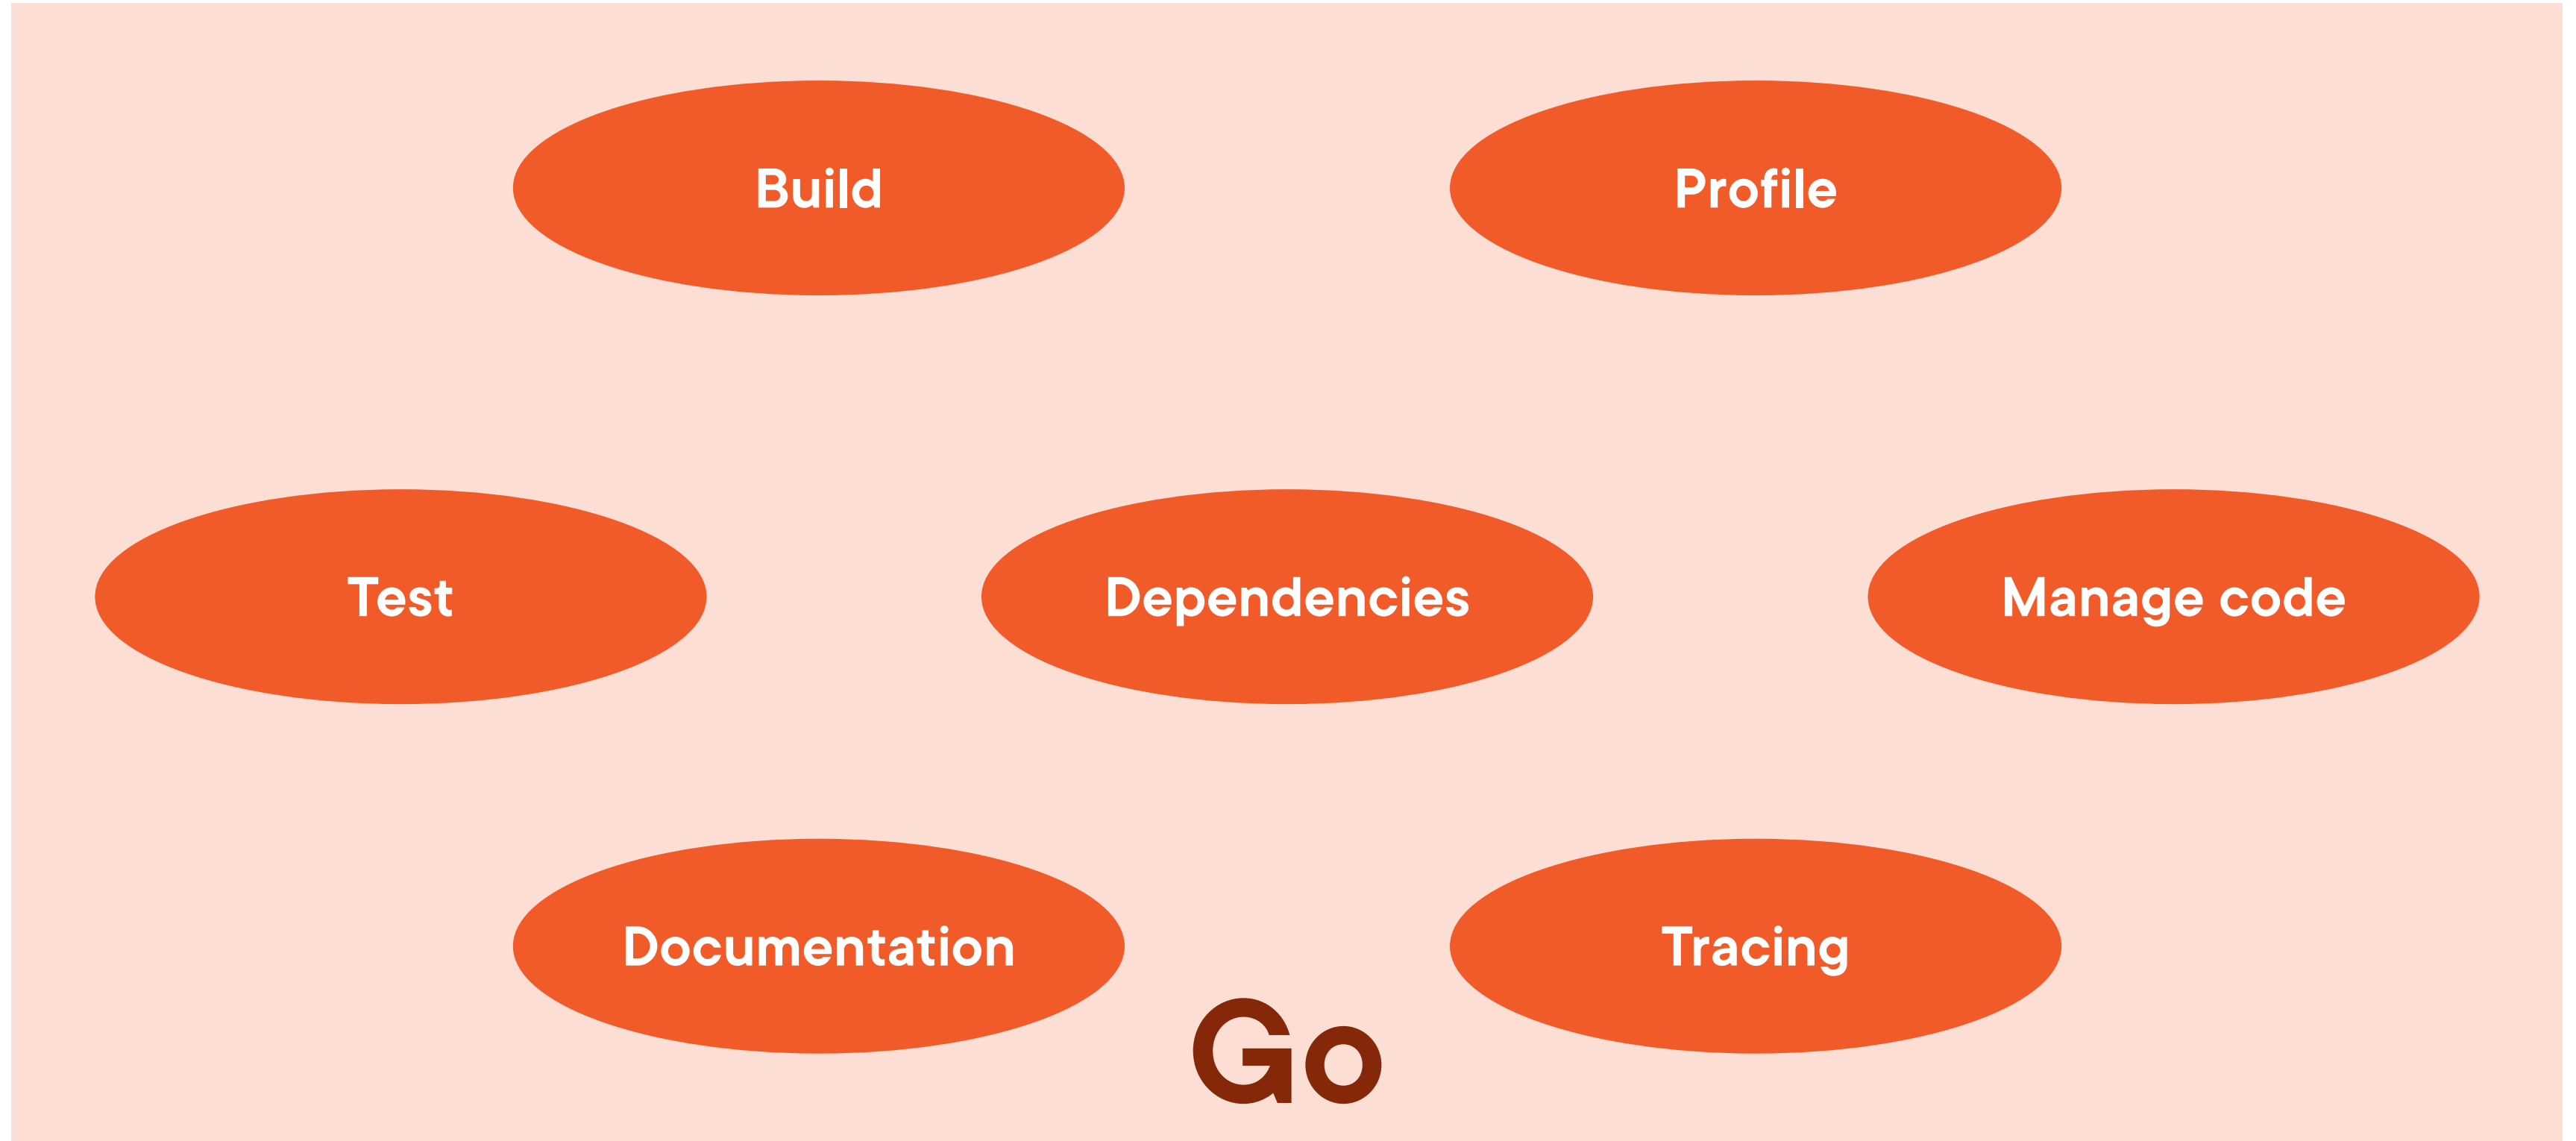 Build
Profile
Test
Dependencies
Manage code
Documentation
Tracing
Go